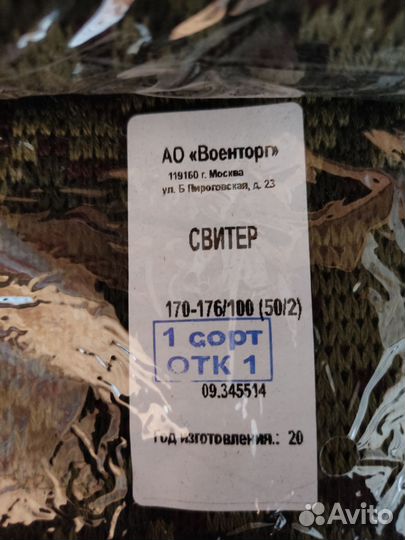 АО «Военторг»
119160 г. Москва
ул. Б Пироговская, д. 23
СВИТЕР
170-176/100 (50/2)
1 сорт
ОТК 1
09.345514
Год изготовления.: 20
Avito